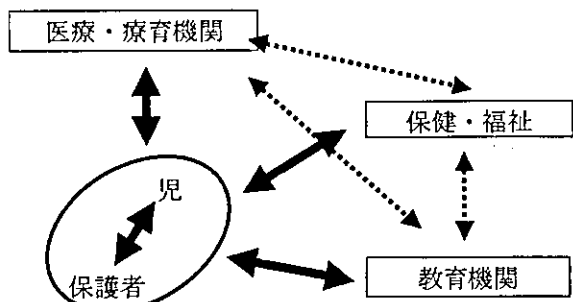 医療・療育機関
保健・福祉
児
保護者
教育機関